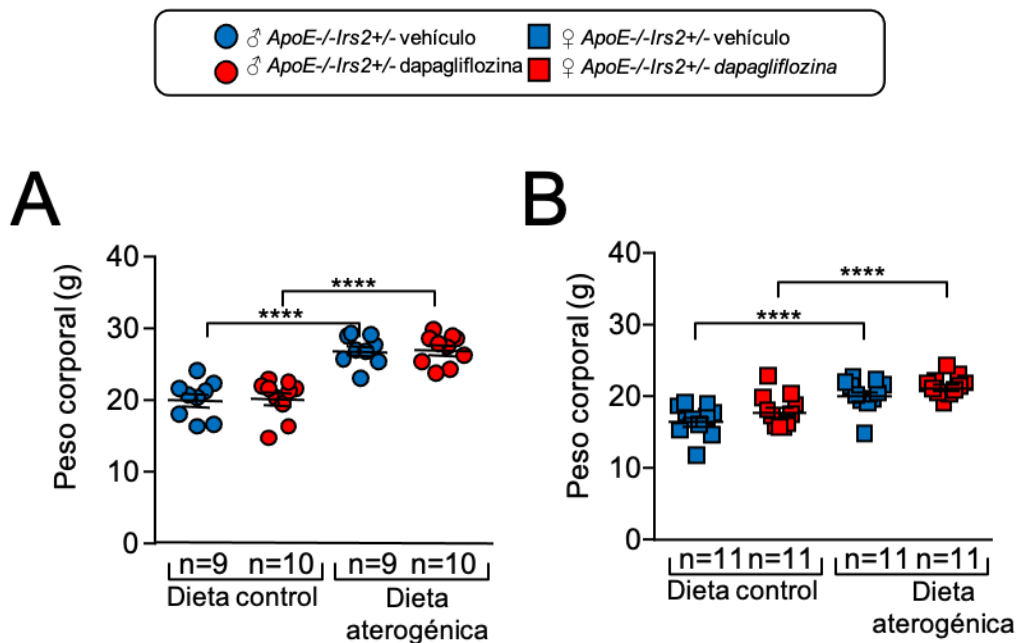 ♂ ApoE-/-Irs2+/- vehículo
♀ ApoE-/-Irs2+/- vehículo
♂ ApoE-/-Irs2+/- dapagliflozina
♀ ApoE-/-Irs2+/- dapagliflozina
A
Peso corporal (g)
40
30
20
10
0
****
****
n=9 n=10 n=9 n=10
Dieta control
Dieta
aterogénica
B
Peso corporal (g)
40
30
20
10
0
****
****
n=11 n=11 n=11 n=11
Dieta control
Dieta
aterogénica